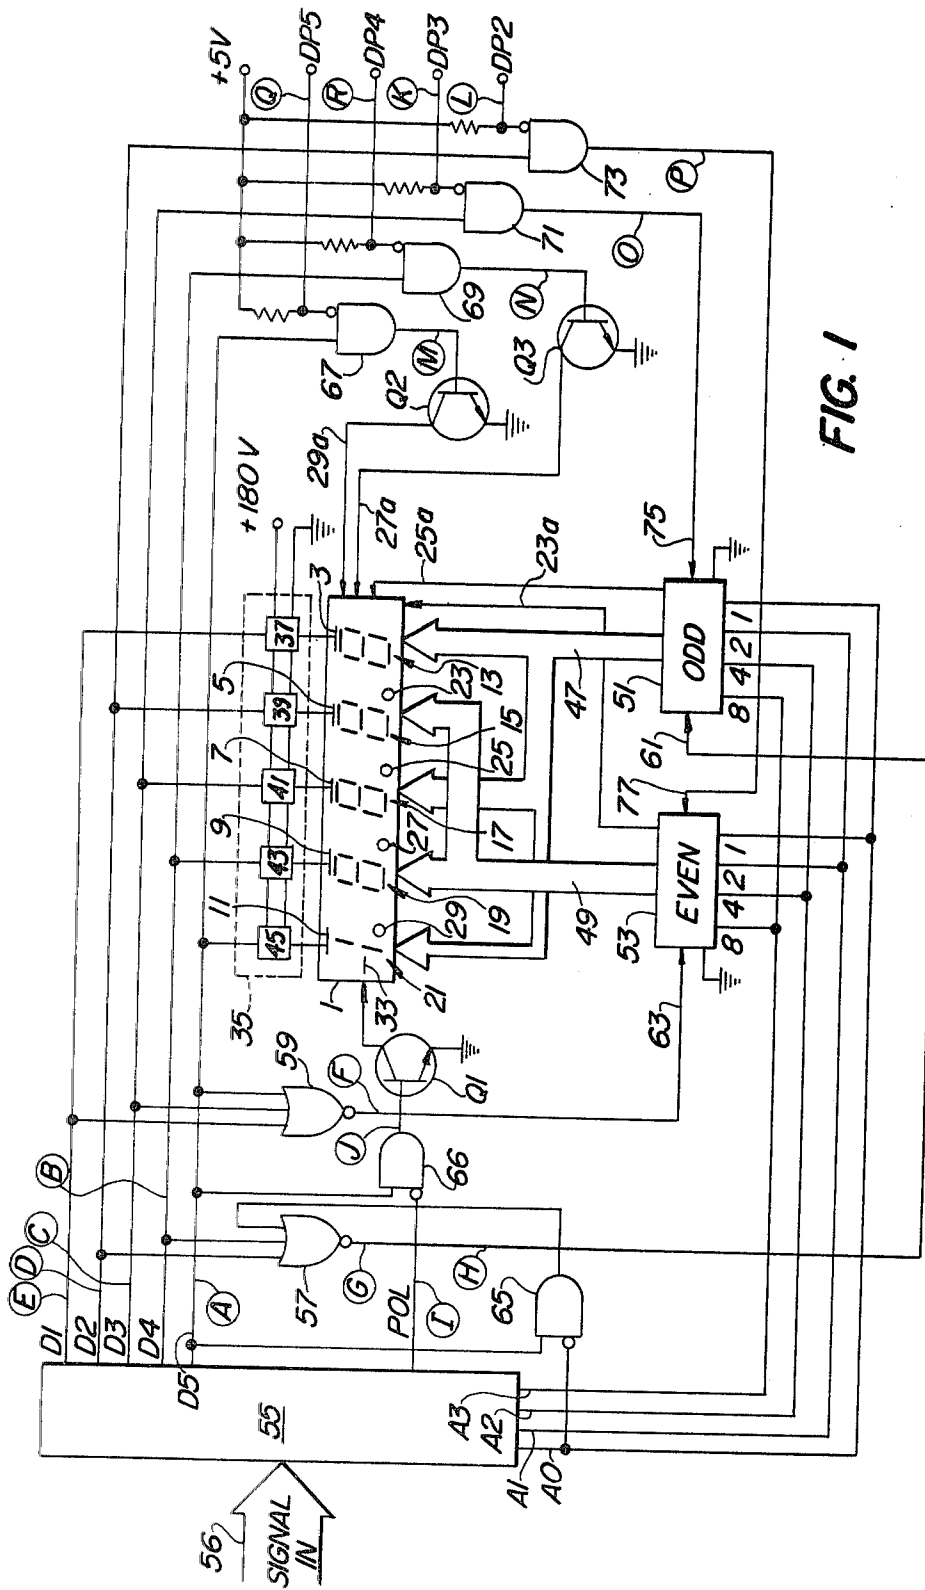 +5V
Q
DP5
R
DP4
K
DP3
L
DP2
67
69
71
73
M
N
O
P
Q2
Q3
29a
27a
25a
23a
+180V
35
45
43
41
39
37
11
9
7
5
3
1
33
29
27
25
23
21
19
17
15
13
49
47
E
D
C
B
A
D1
D2
D3
D4
D5
59
57
F
G
H
J
Q1
66
POL
I
65
55
56
SIGNAL
IN
A3
A2
A1
A0
63
53
EVEN
77
8 4 2 1
61
51
ODD
75
8 4 2 1
FIG. 1